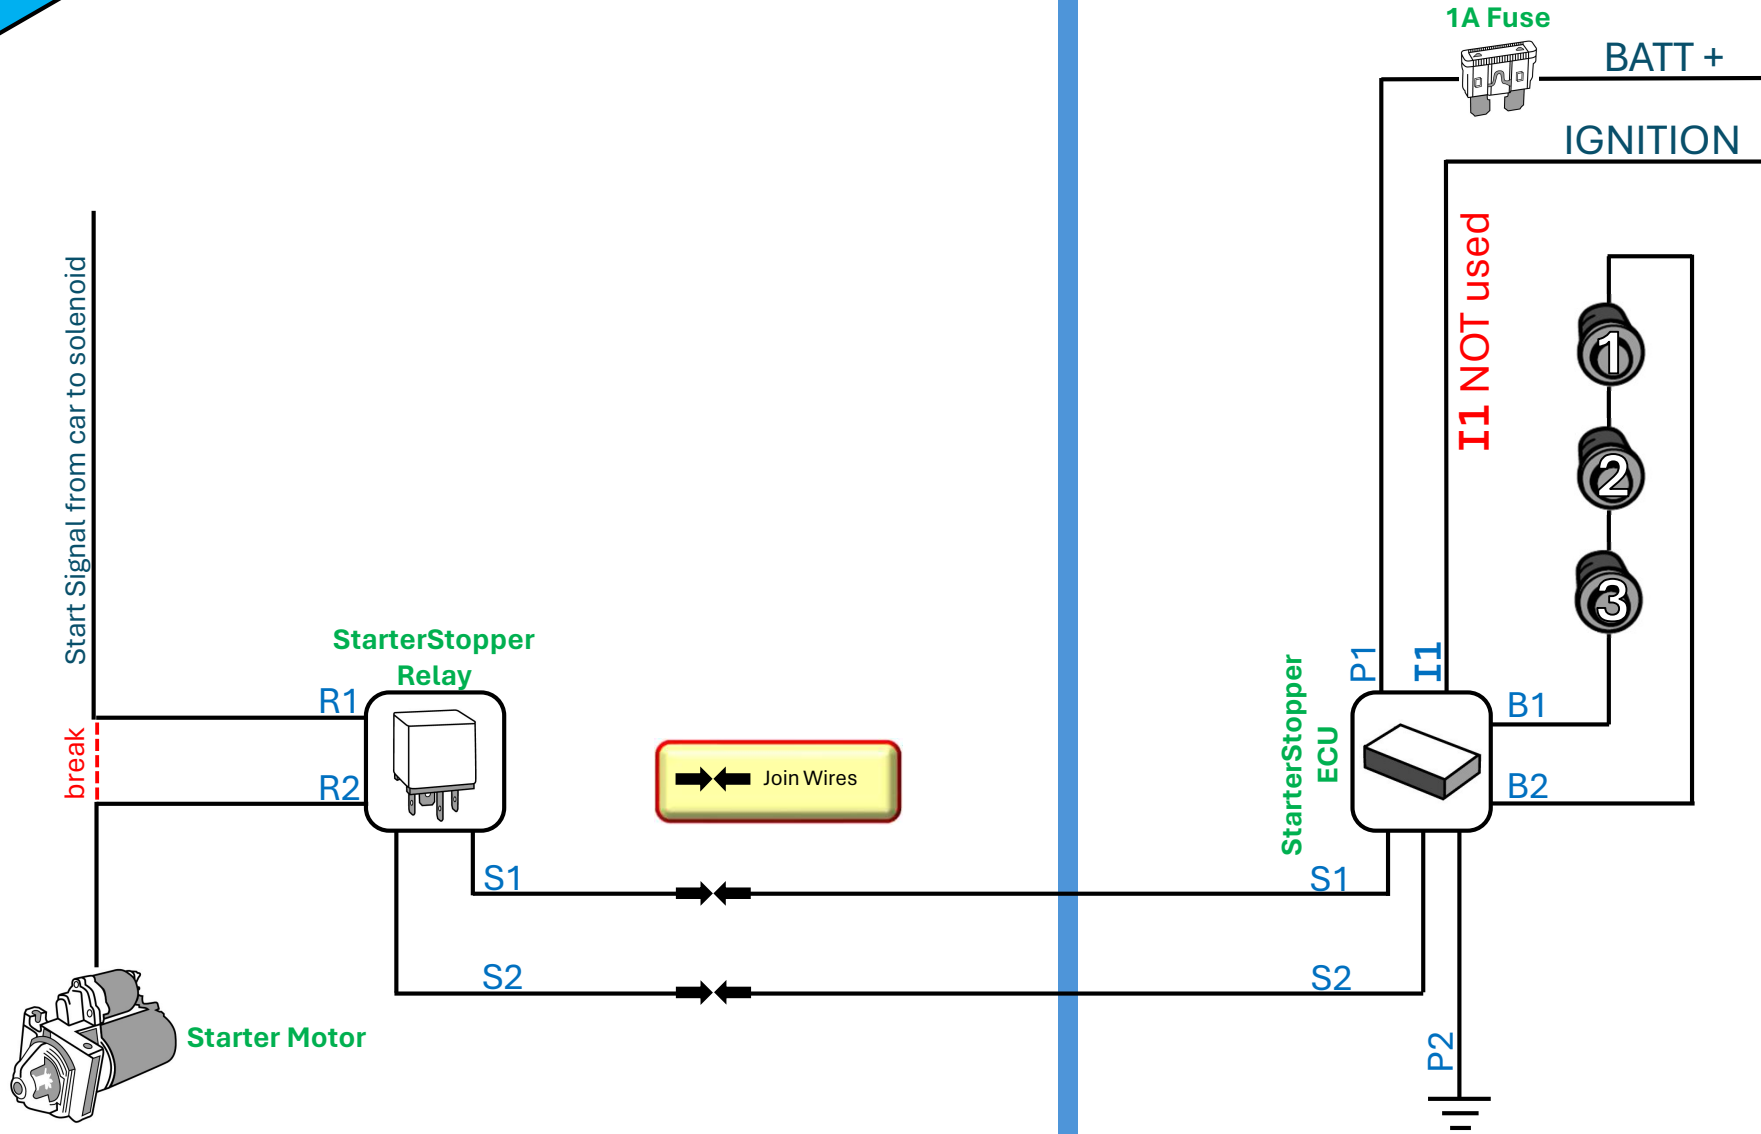 1A Fuse
BATT +
IGNITION
I1 NOT used
Start Signal from car to solenoid
break
StarterStopper
Relay
R1
R2
Join Wires
1
2
3
P1
I1
StarterStopper
ECU
B1
B2
S1
S1
S2
S2
P2
Starter Motor